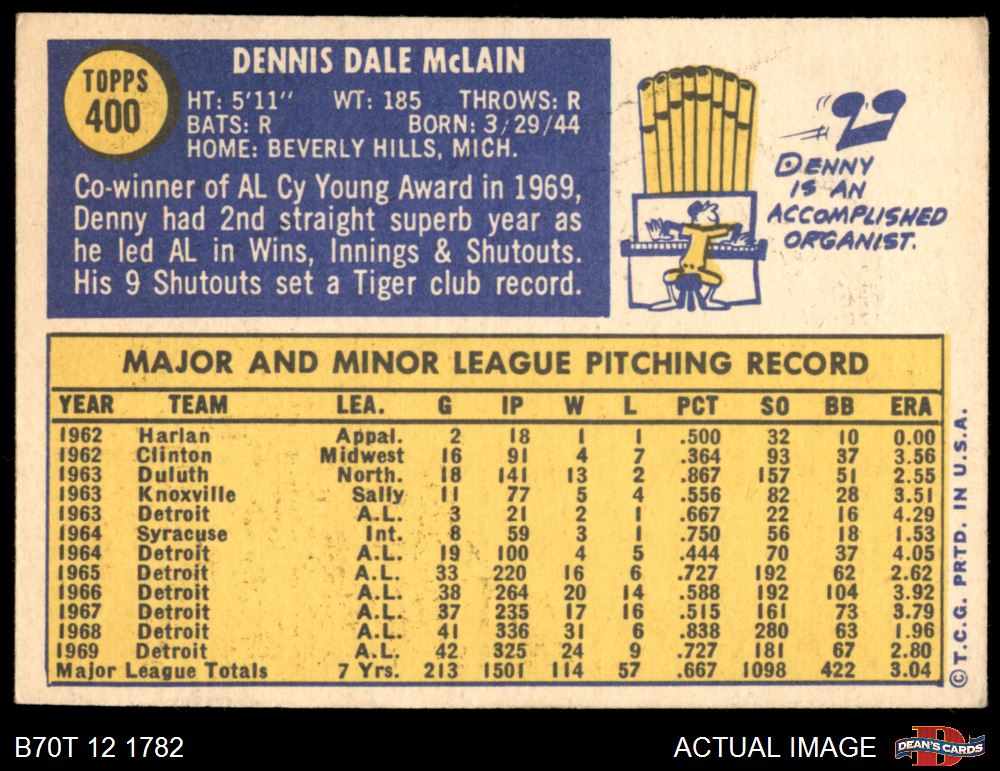 TOPPS
400
DENNIS DALE McLAIN
HT: 5'11" WT: 185 THROWS: R
BATS: R BORN: 3/29/44
HOME: BEVERLY HILLS, MICH.
Co-winner of AL Cy Young Award in 1969,
Denny had 2nd straight superb year as
he led AL in Wins, Innings & Shutouts.
His 9 Shutouts set a Tiger club record.
DENNY
IS AN
ACCOMPLISHED
ORGANIST.
MAJOR AND MINOR LEAGUE PITCHING RECORD
YEAR TEAM LEA. G IP W L PCT SO BB ERA
1962 Harlan Appal. 2 18 1 1 .500 32 10 0.00
1962 Clinton Midwest 16 91 4 7 .364 93 37 3.56
1963 Duluth North. 18 141 13 2 .867 157 51 2.55
1963 Knoxville Sally 11 77 5 4 .556 82 28 3.51
1963 Detroit A.L. 3 21 2 1 .667 22 16 4.29
1964 Syracuse Int. 8 59 3 1 .750 56 18 1.53
1964 Detroit A.L. 19 100 4 5 .444 70 37 4.05
1965 Detroit A.L. 33 220 16 6 .727 192 62 2.62
1966 Detroit A.L. 38 264 20 14 .588 192 104 3.92
1967 Detroit A.L. 37 235 17 16 .515 161 73 3.79
1968 Detroit A.L. 41 336 31 6 .838 280 63 1.96
1969 Detroit A.L. 42 325 24 9 .727 181 67 2.80
Major League Totals 7 Yrs. 213 1501 114 57 .667 1098 422 3.04
© T.C.G. PRTD. IN U.S.A.
B70T 12 1782
ACTUAL IMAGE
D
DEAN'S CARDS